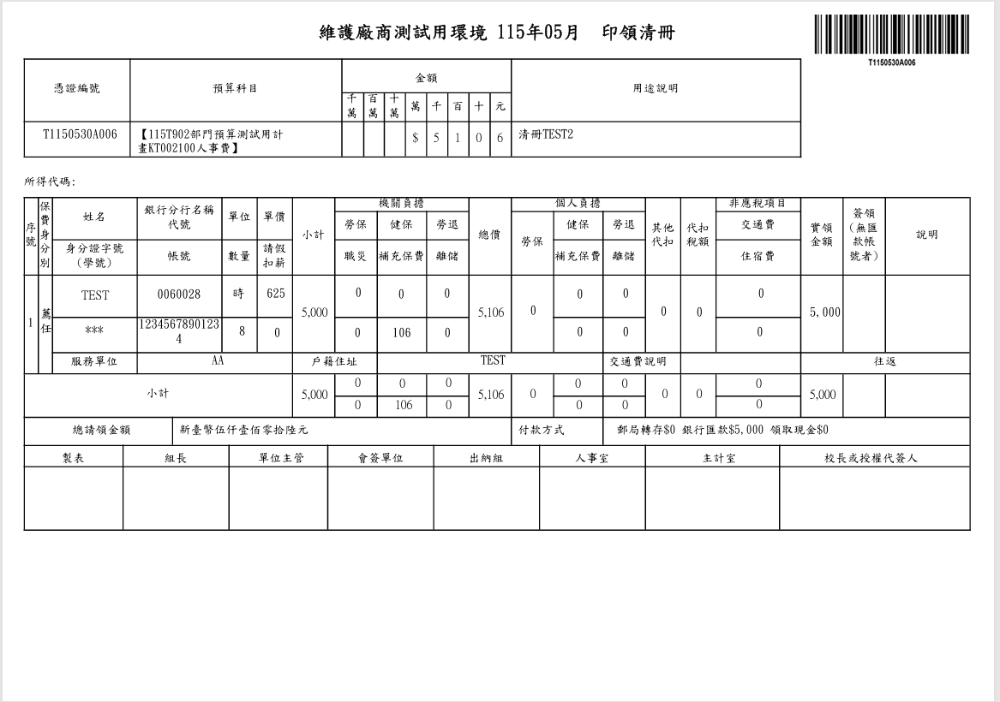 維護廠商測試用環境 115年05月 印領清冊
T1150530A006
憑證編號 預算科目 金額 用途說明
千萬 百萬 十萬 萬 千 百 十 元
T1150530A006 【115T902部門預算測試用計 $ 5 1 0 6 清冊TEST2
畫KT002100人事費】
所得代碼:
序號 保費身分別 姓名 銀行分行名稱代號 單位 單價 小計 機關負擔 總價 個人負擔 其他代扣 代扣稅額 非應稅項目 實領金額 簽領(無匯款帳號者) 說明
勞保 健保 勞退 勞保 健保 勞退 交通費
身分證字號(學號) 帳號 數量 請假扣薪 職災 補充保費 離儲 補充保費 離儲 住宿費
1 薦任 TEST 0060028 時 625 5,000 0 0 0 5,106 0 0 0 0 0 0 5,000
*** 1234567890123 8 0 0 106 0 0 0 0
4
服務單位 AA 戶籍住址 TEST 交通費說明 往返
小計 5,000 0 0 0 5,106 0 0 0 0 0 0 5,000
0 106 0 0 0 0
總請領金額 新臺幣伍仟壹佰零拾陸元 付款方式 郵局轉存$0 銀行匯款$5,000 領取現金$0
製表 組長 單位主管 會簽單位 出納組 人事室 主計室 校長或授權代簽人